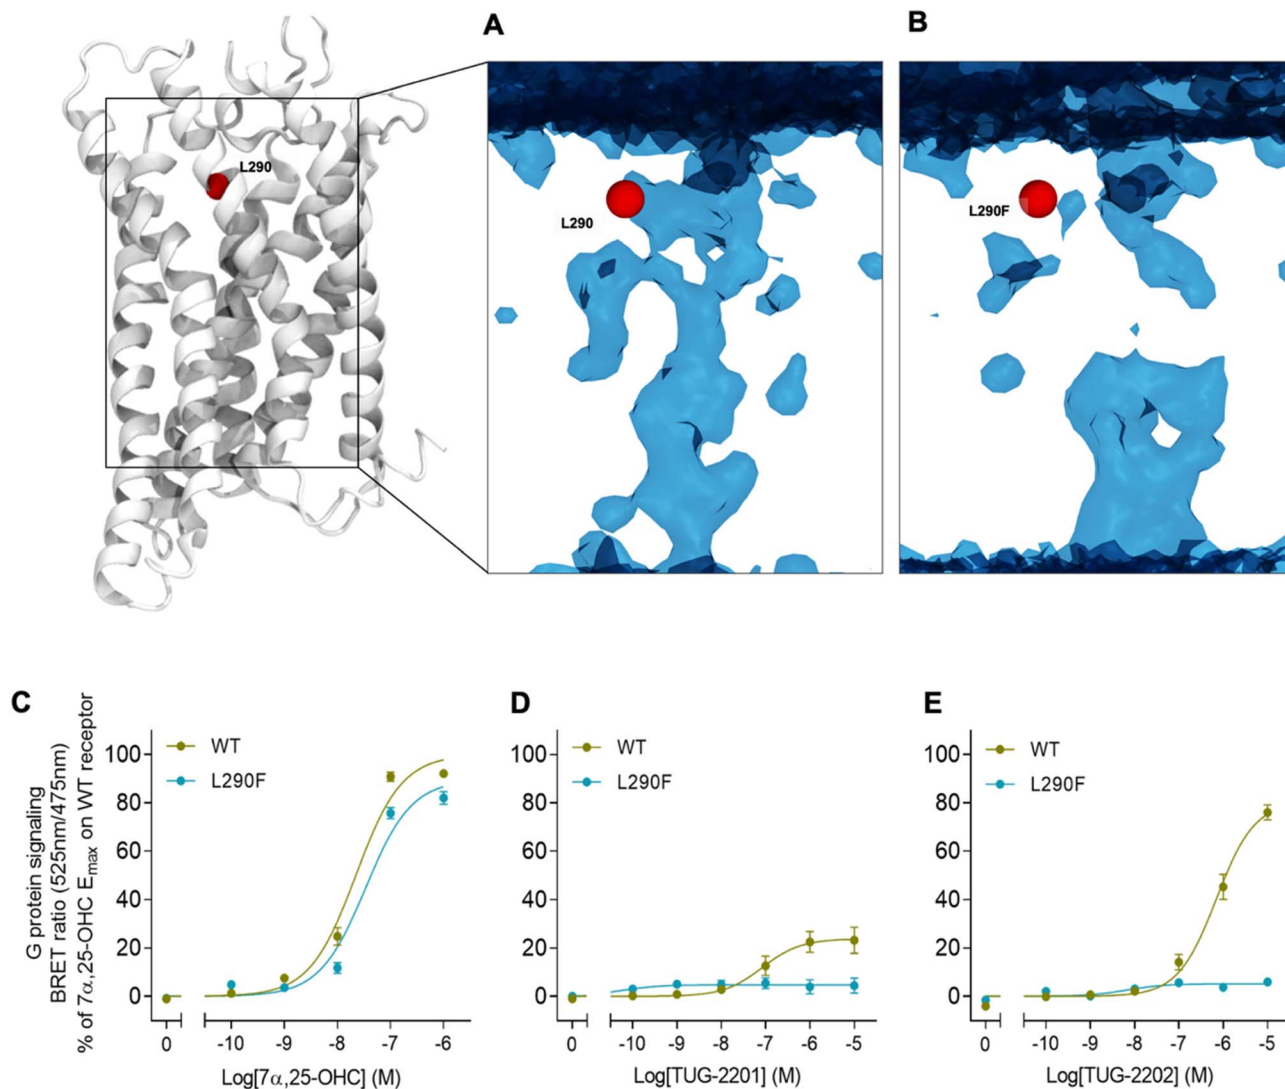 A
B
L290
L290
L290F
C
D
E
G protein signaling
BRET ratio (525nm/475nm)
% of 7α,25-OHC Emax on WT receptor
100
80
60
40
20
0
WT
L290F
0 -10 -9 -8 -7 -6 -5
Log[7α,25-OHC] (M)
100
80
60
40
20
0
WT
L290F
0 -10 -9 -8 -7 -6 -5
Log[TUG-2201] (M)
100
80
60
40
20
0
WT
L290F
0 -10 -9 -8 -7 -6 -5
Log[TUG-2202] (M)